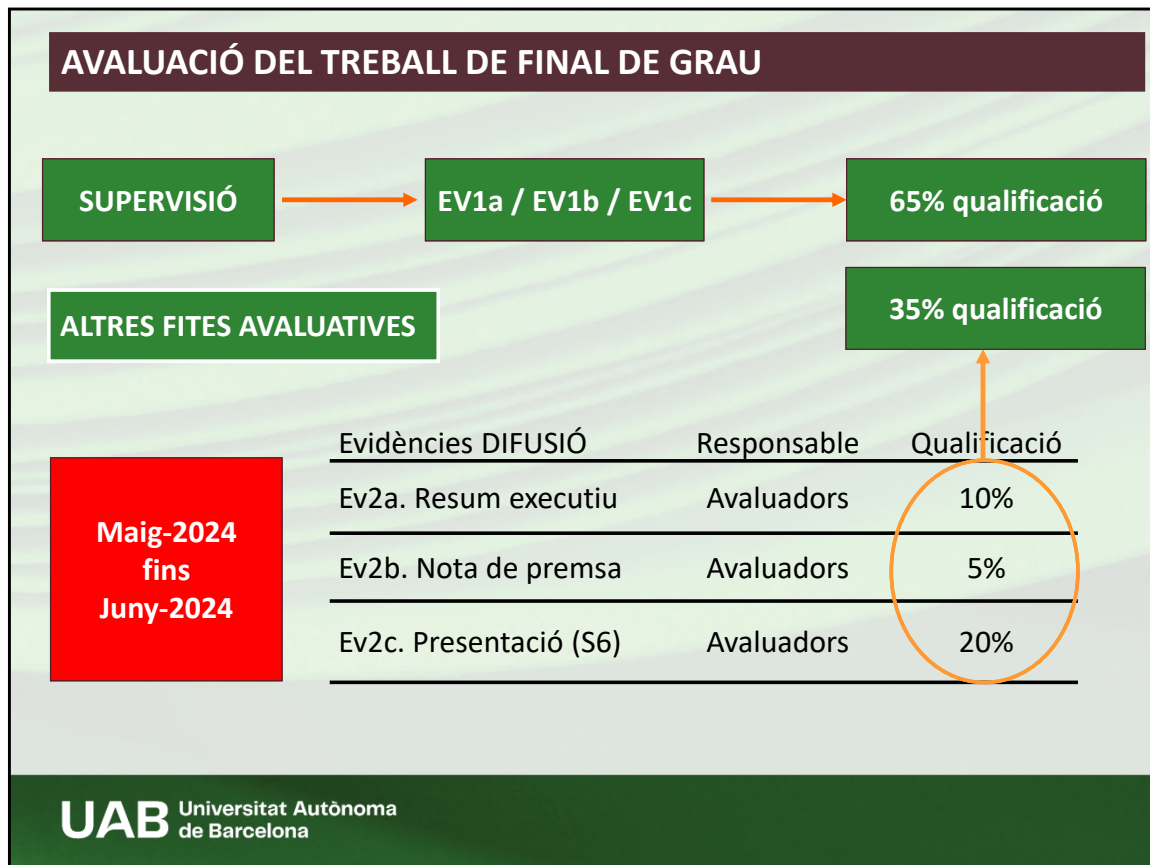 AVALUACIÓ DEL TREBALL DE FINAL DE GRAU
SUPERVISIÓ
EV1a / EV1b / EV1c
65% qualificació
35% qualificació
ALTRES FITES AVALUATIVES
Evidències DIFUSIÓ Responsable Qualificació
Ev2a. Resum executiu Avaluadors 10%
Ev2b. Nota de premsa Avaluadors 5%
Ev2c. Presentació (S6) Avaluadors 20%
Maig-2024
fins
Juny-2024
UAB Universitat Autònoma
de Barcelona